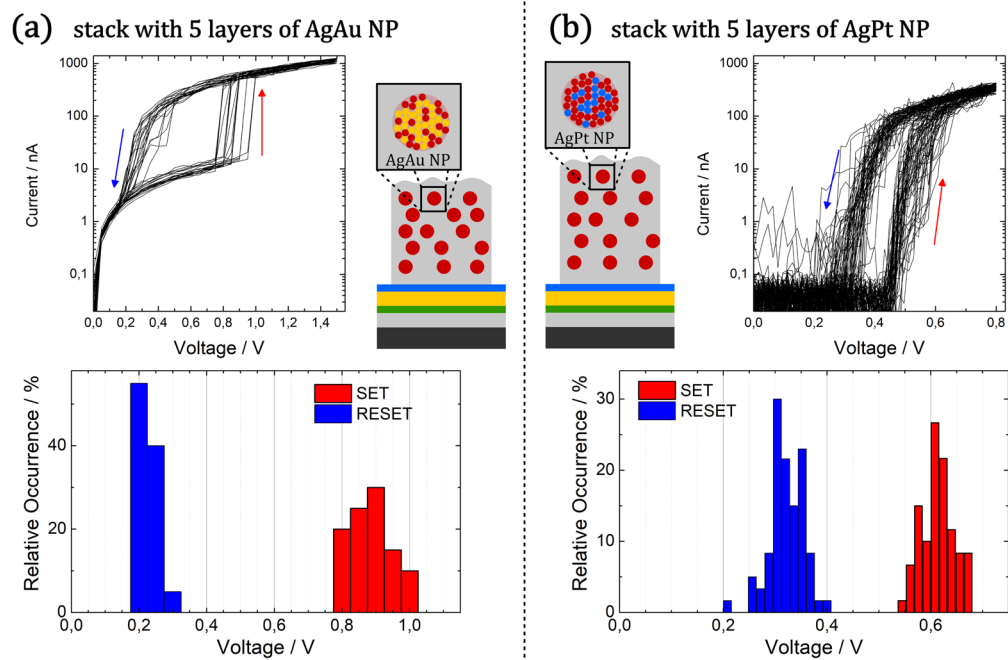 (a) stack with 5 layers of AgAu NP
1000
100
10
1
0,1
Current / nA
0,0 0,2 0,4 0,6 0,8 1,0 1,2 1,4
Voltage / V
AgAu NP
Relative Occurrence / %
40
20
0
SET
RESET
0,0 0,2 0,4 0,6 0,8 1,0
Voltage / V
(b) stack with 5 layers of AgPt NP
AgPt NP
1000
100
10
1
0,1
Current / nA
0,0 0,2 0,4 0,6 0,8
Voltage / V
Relative Occurrence / %
30
20
10
0
SET
RESET
0,0 0,2 0,4 0,6
Voltage / V